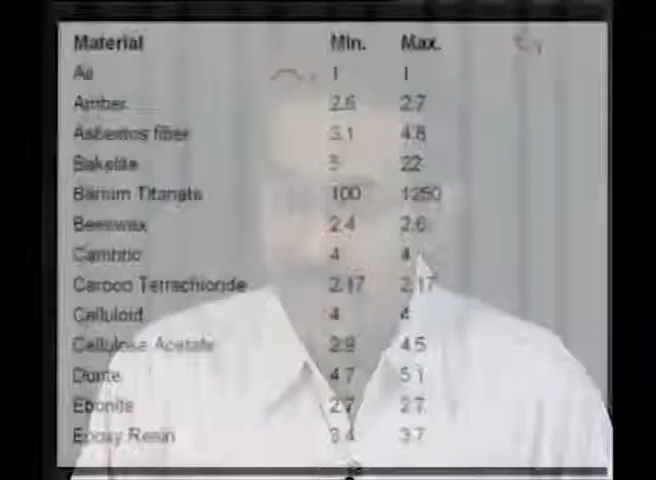 Material Min. Max. εr
Air 1 1
Amber 2.6 2.7
Asbestos fiber 3.1 4.8
Bakelite 5 22
Barium Titanate 100 1250
Beeswax 2.4 2.6
Cambric 4 4
Carbon Tetrachloride 2.17 2.17
Celluloid 4 4
Cellulose Acetate 2.9 4.5
Durite 4.7 5.1
Ebonite 2.7 2.7
Epoxy Resin 3.4 3.7